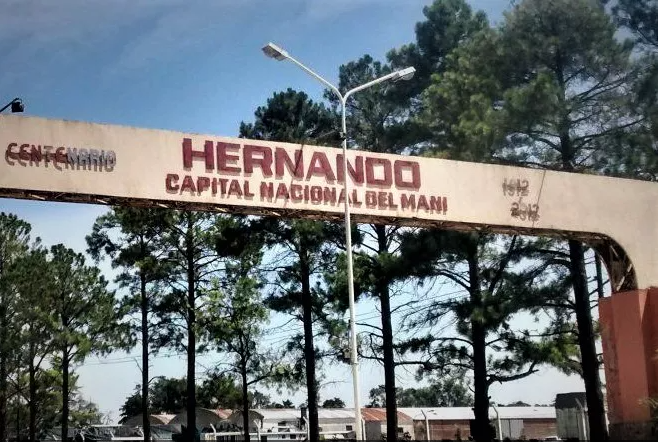 CENTENARIO
HERNANDO
CAPITAL NACIONAL DEL MANI
1912
2012